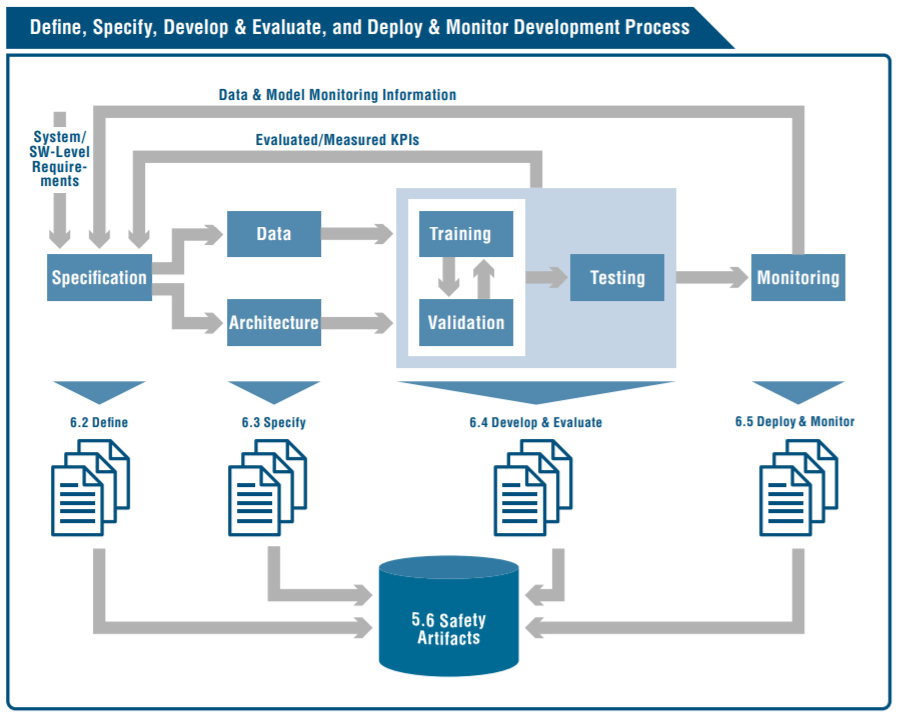 Define, Specify, Develop & Evaluate, and Deploy & Monitor Development Process
Data & Model Monitoring Information
System/
SW-Level
Require-
ments
Evaluated/Measured KPIs
Data
Training
Specification
Testing
Monitoring
Architecture
Validation
6.2 Define
6.3 Specify
6.4 Develop & Evaluate
6.5 Deploy & Monitor
5.6 Safety
Artifacts